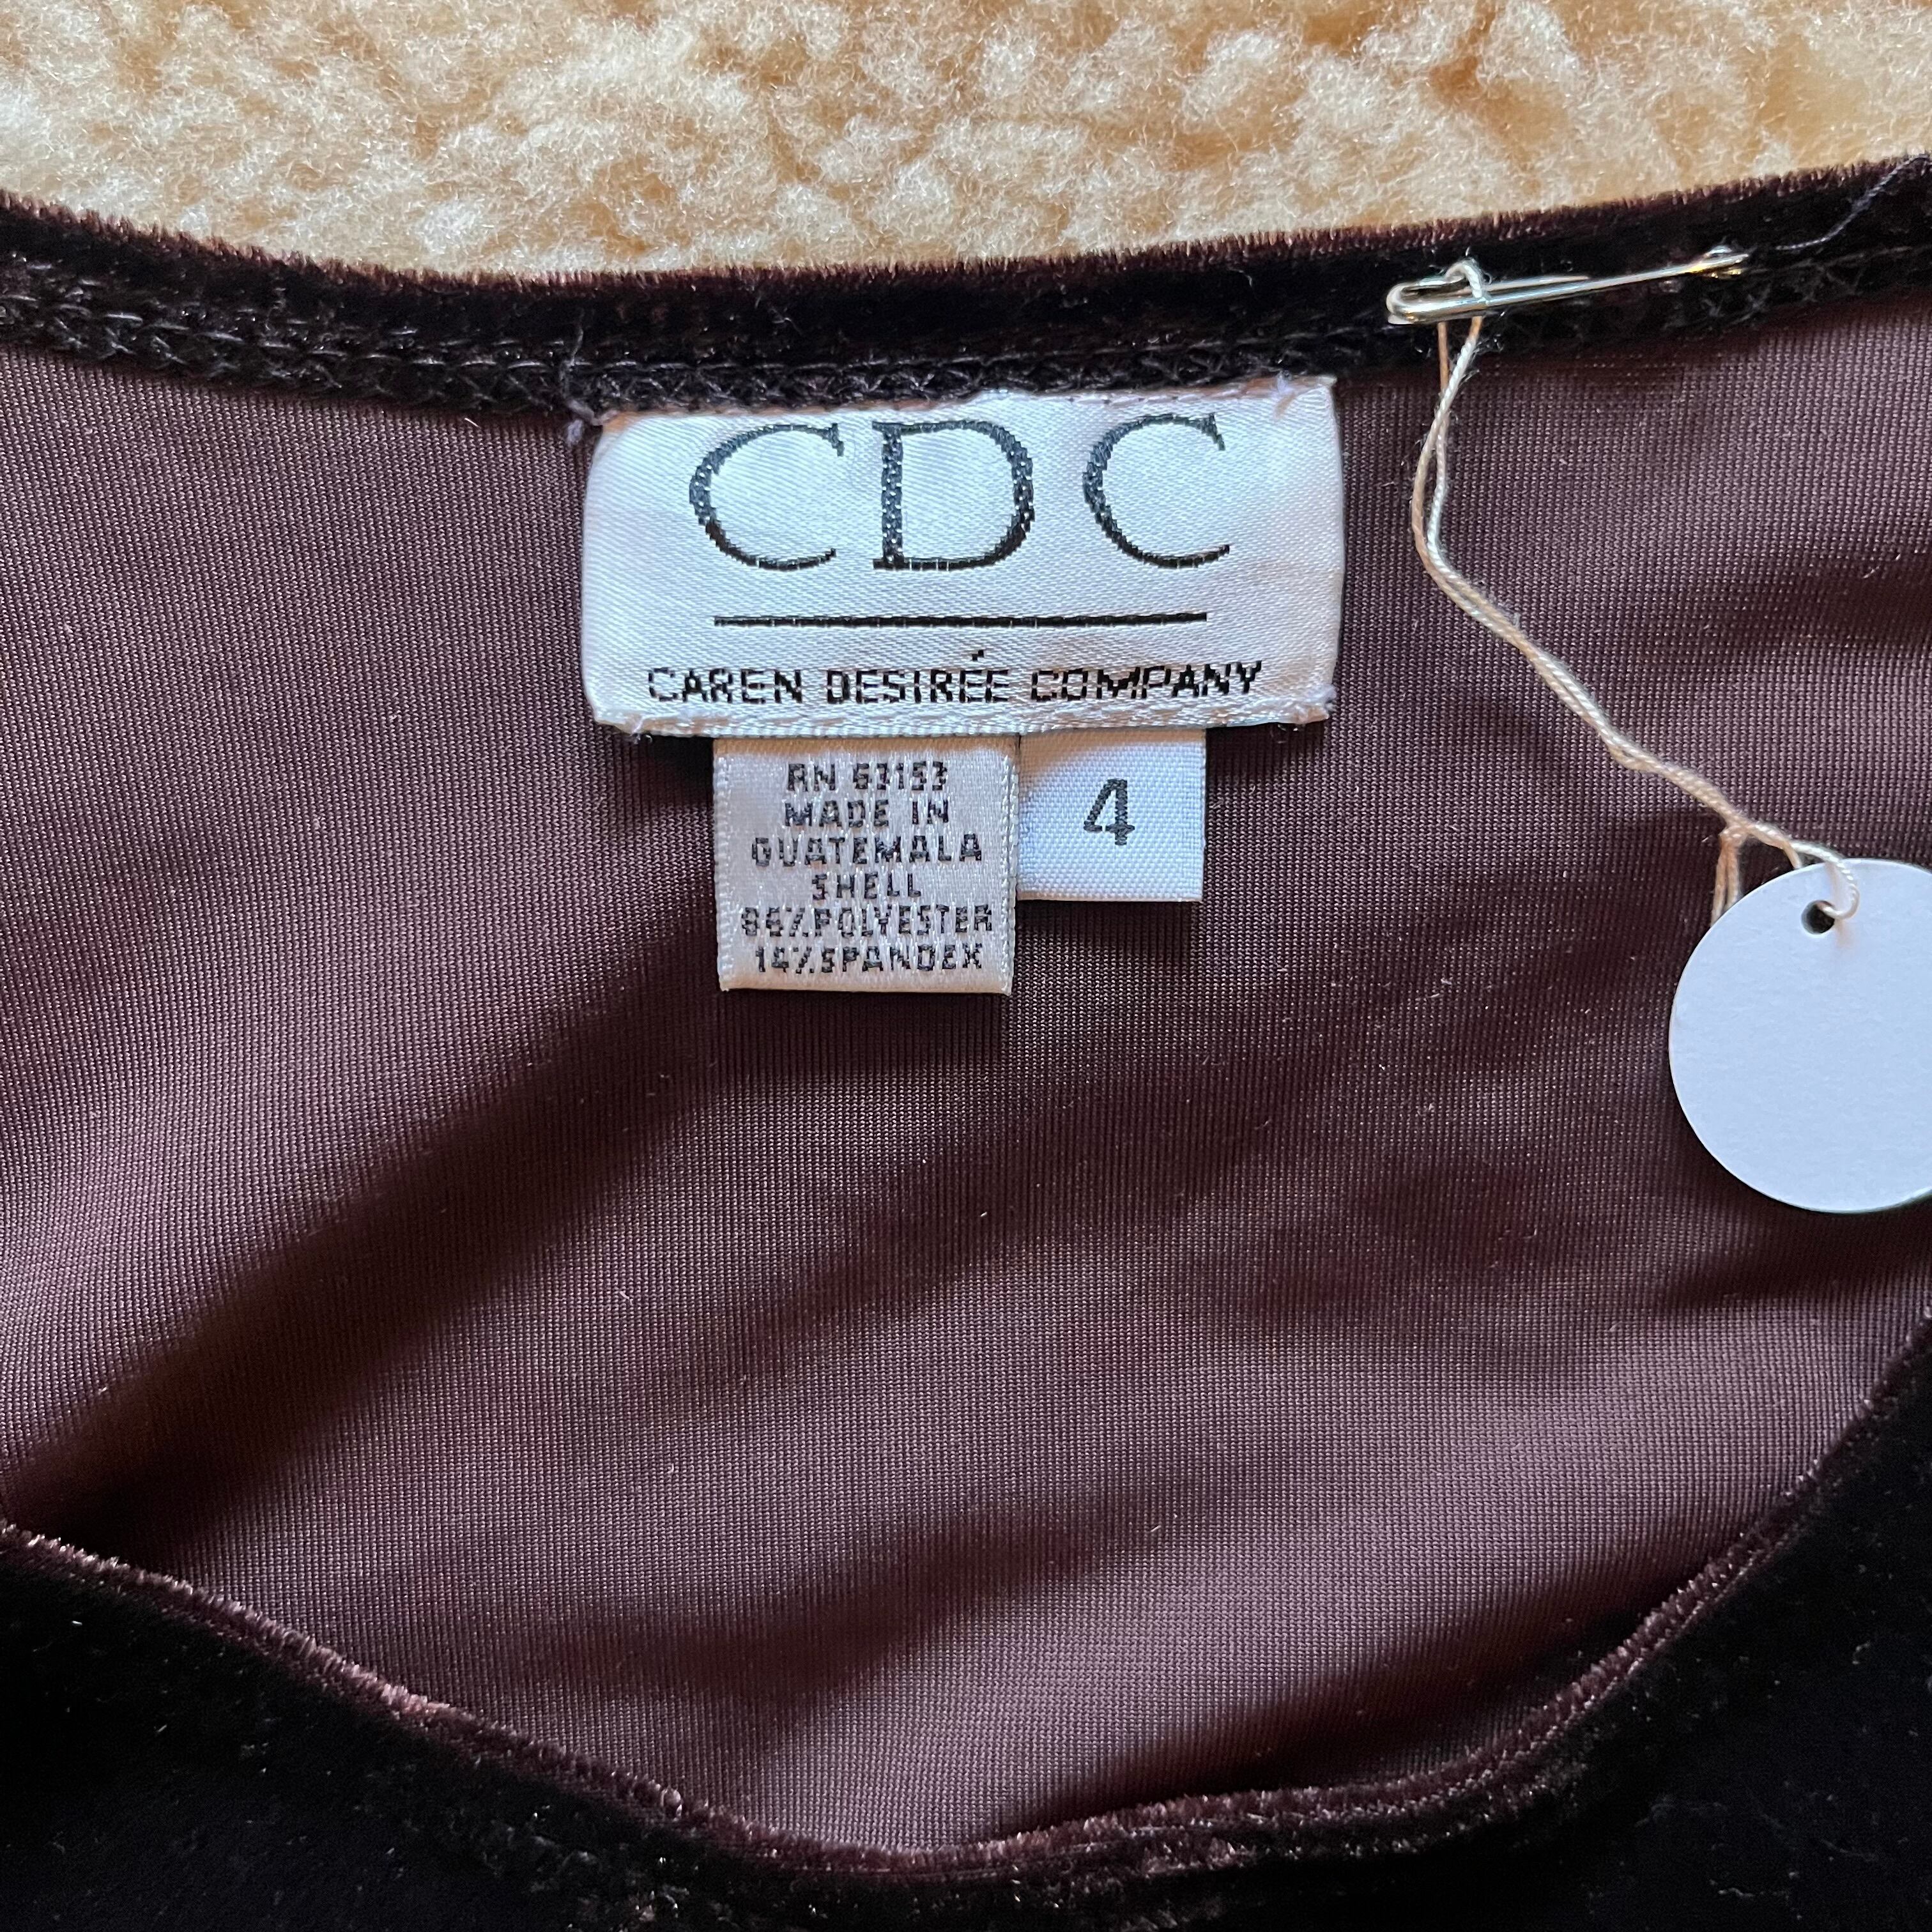 CDC
CAREN DESIRÉE COMPANY
RN 63153
MADE IN
GUATEMALA
SHELL
86%POLYESTER
14%SPANDEX
4